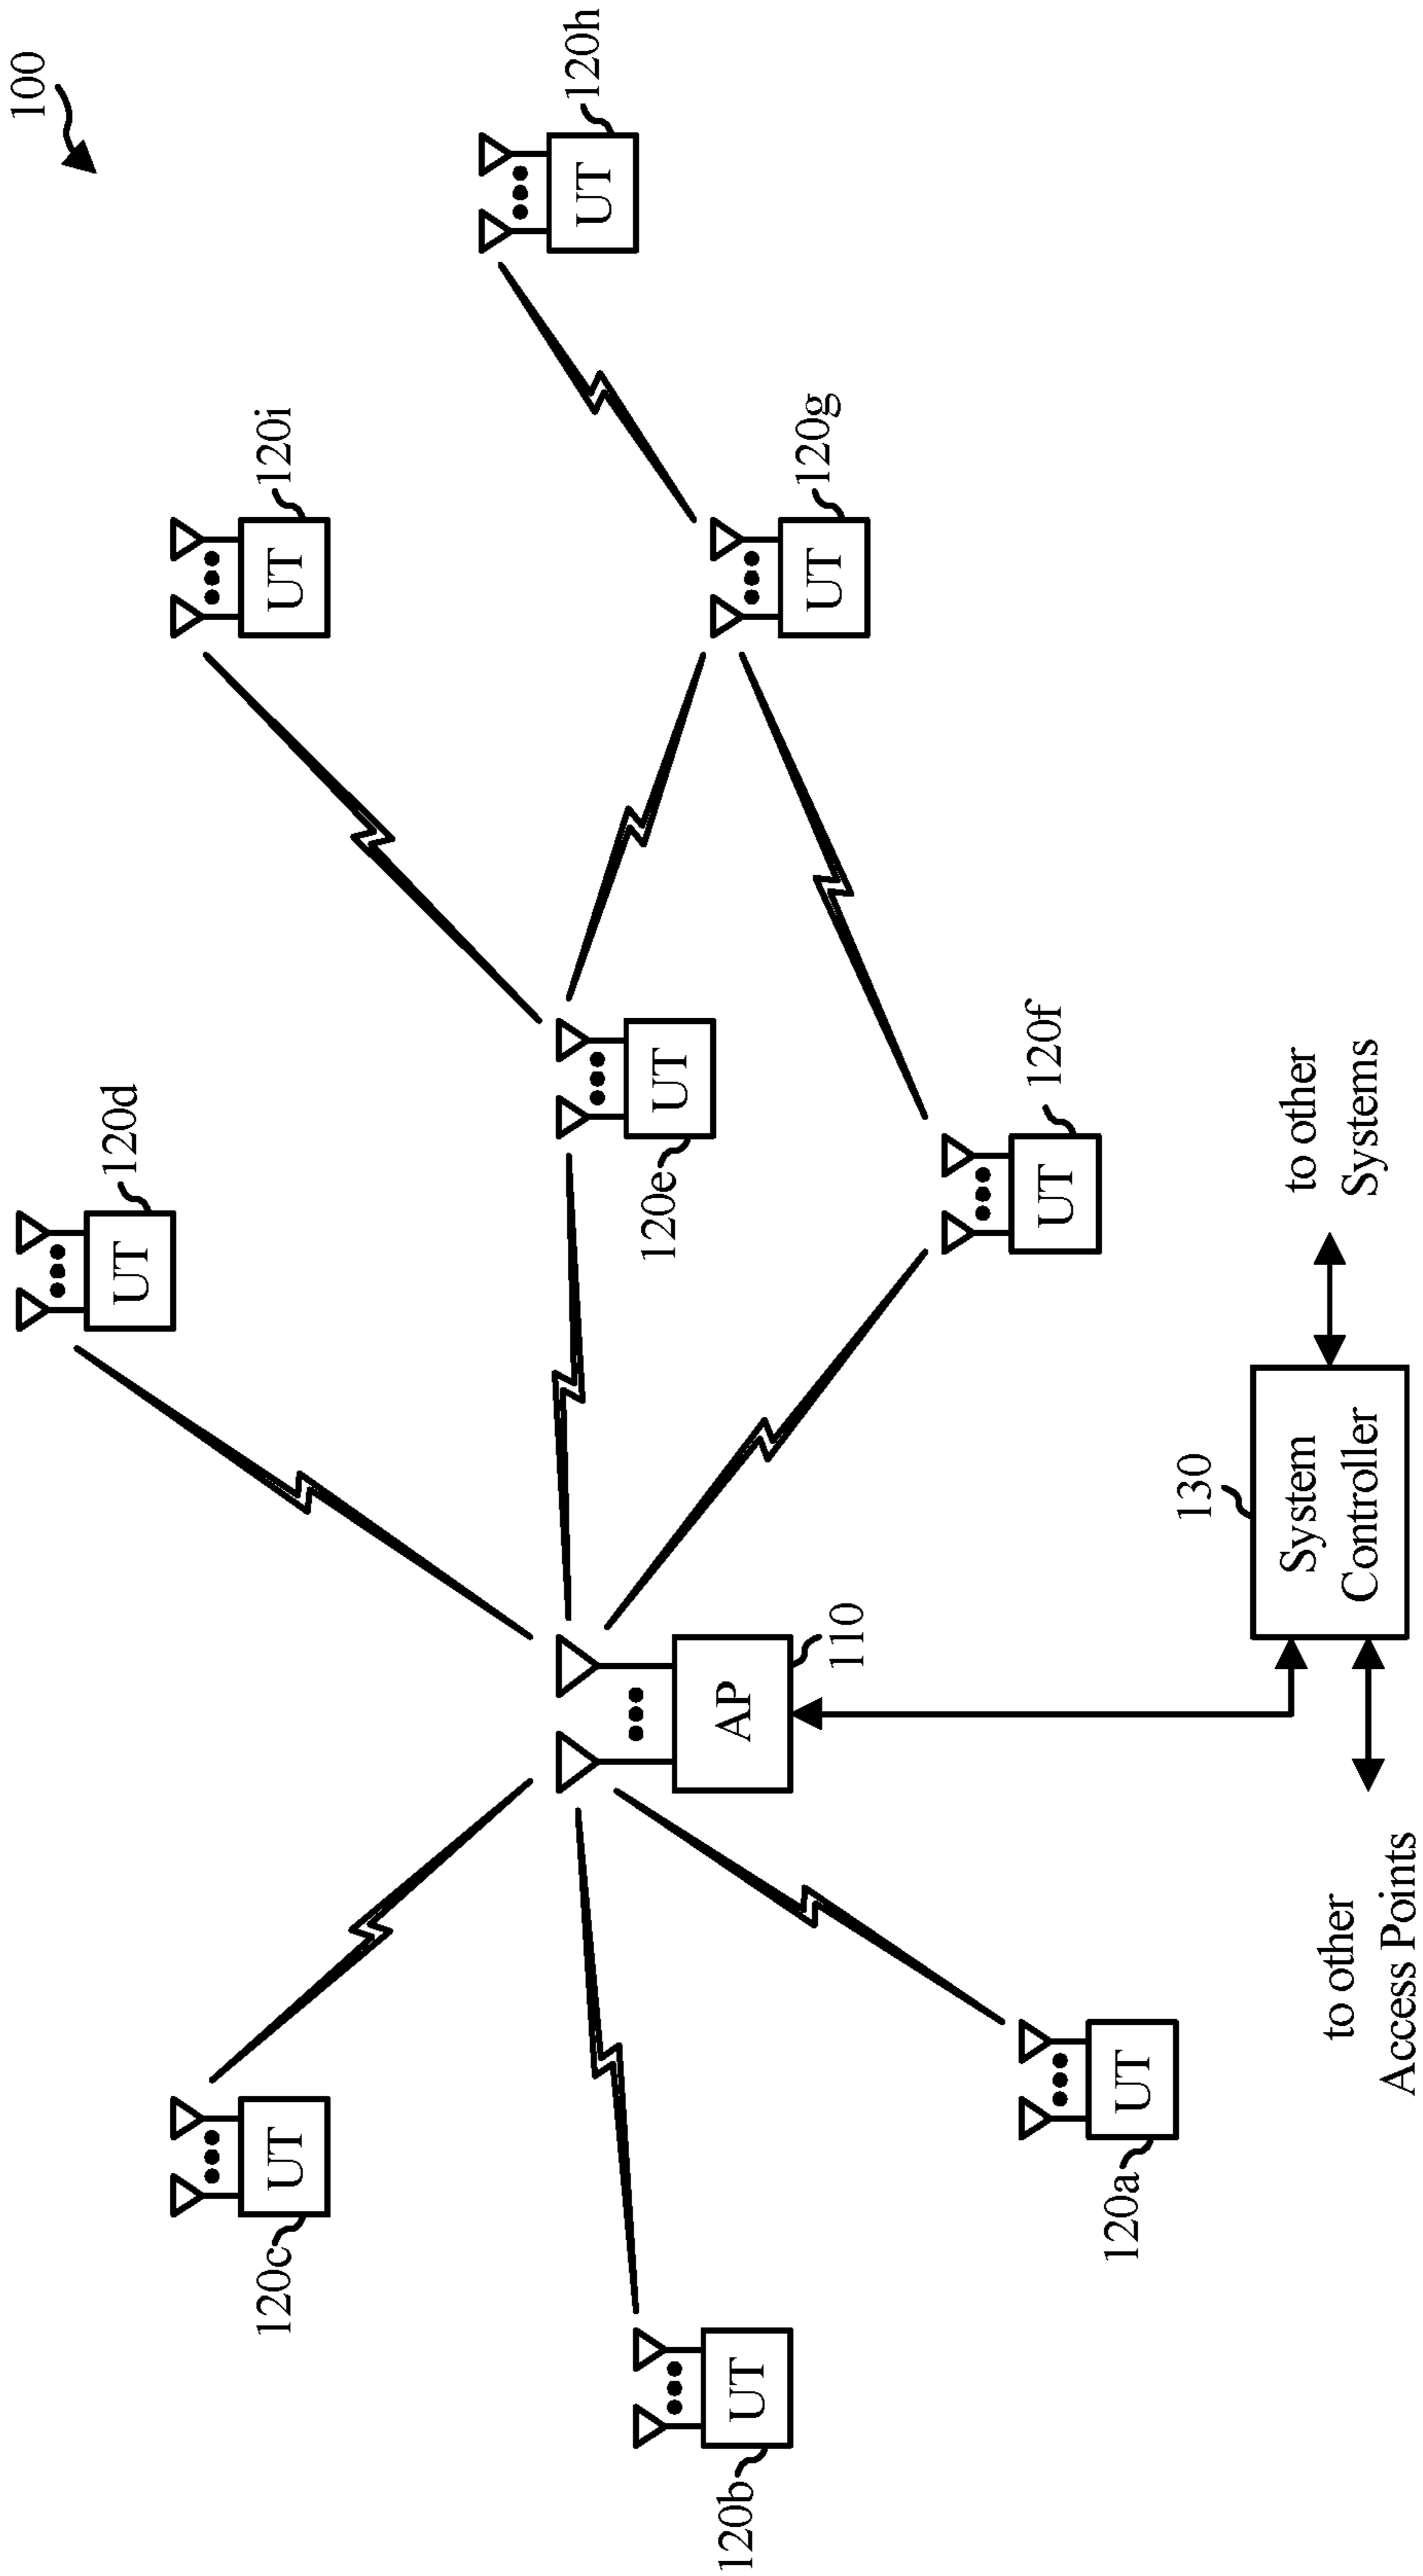 100
UT
120d
UT
120i
UT
120c
UT
120h
UT
120e
UT
120g
AP
110
UT
120b
UT
120f
UT
120a
130
System
Controller
to other
Systems
to other
Access Points